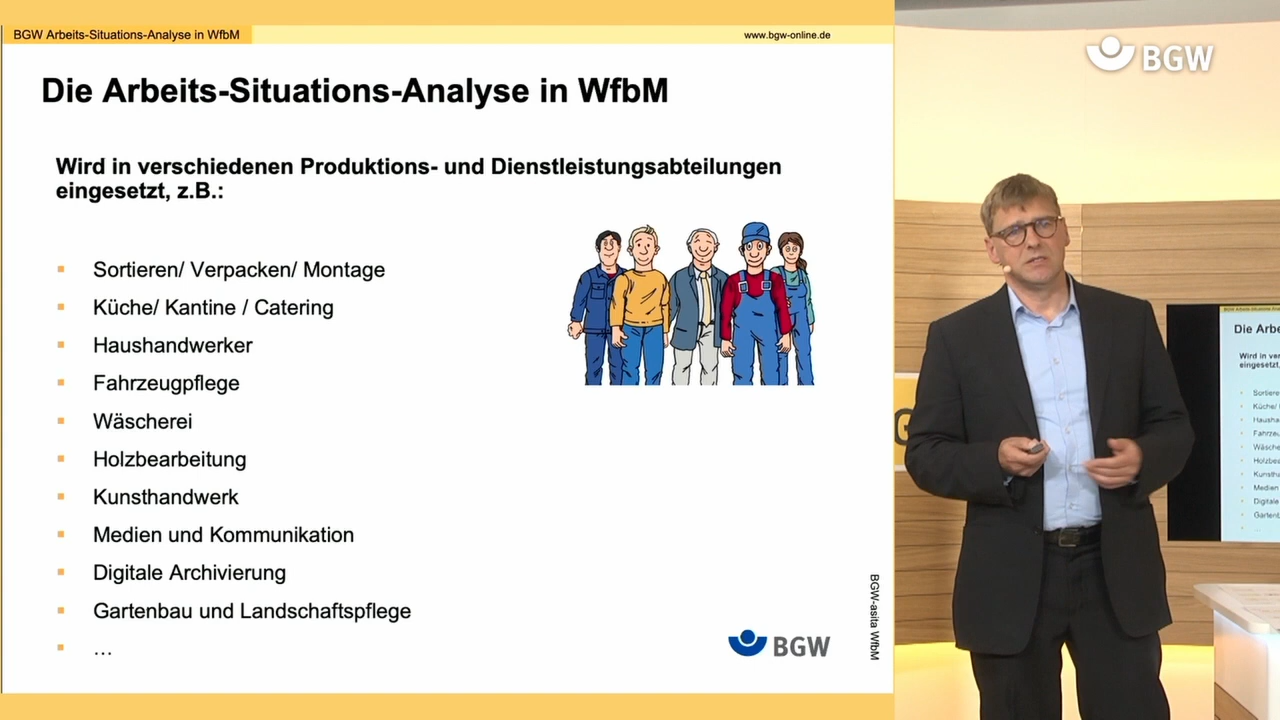 BGW Arbeits-Situations-Analyse in WfbM
www.bgw-online.de
Die Arbeits-Situations-Analyse in WfbM
Wird in verschiedenen Produktions- und Dienstleistungsabteilungen
eingesetzt, z.B.:
Sortieren/ Verpacken/ Montage
Küche/ Kantine / Catering
Haushandwerker
Fahrzeugpflege
Wäscherei
Holzbearbeitung
Kunsthandwerk
Medien und Kommunikation
Digitale Archivierung
Gartenbau und Landschaftspflege
…
BGW
BGW-asita WfbM
BGW